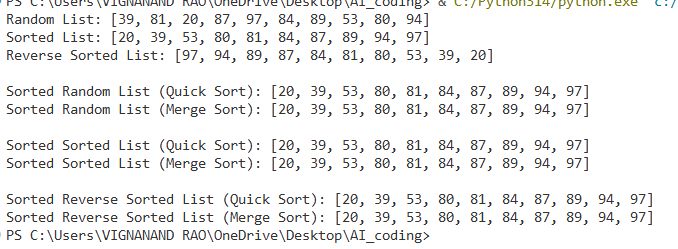 PS C:\Users\VIGNANAND RAO\OneDrive\Desktop\AI_coding> & C:/Python314/python.exe "c:/
Random List: [39, 81, 20, 87, 97, 84, 89, 53, 80, 94]
Sorted List: [20, 39, 53, 80, 81, 84, 87, 89, 94, 97]
Reverse Sorted List: [97, 94, 89, 87, 84, 81, 80, 53, 39, 20]
Sorted Random List (Quick Sort): [20, 39, 53, 80, 81, 84, 87, 89, 94, 97]
Sorted Random List (Merge Sort): [20, 39, 53, 80, 81, 84, 87, 89, 94, 97]
Sorted Sorted List (Quick Sort): [20, 39, 53, 80, 81, 84, 87, 89, 94, 97]
Sorted Sorted List (Merge Sort): [20, 39, 53, 80, 81, 84, 87, 89, 94, 97]
Sorted Reverse Sorted List (Quick Sort): [20, 39, 53, 80, 81, 84, 87, 89, 94, 97]
Sorted Reverse Sorted List (Merge Sort): [20, 39, 53, 80, 81, 84, 87, 89, 94, 97]
PS C:\Users\VIGNANAND RAO\OneDrive\Desktop\AI_coding>